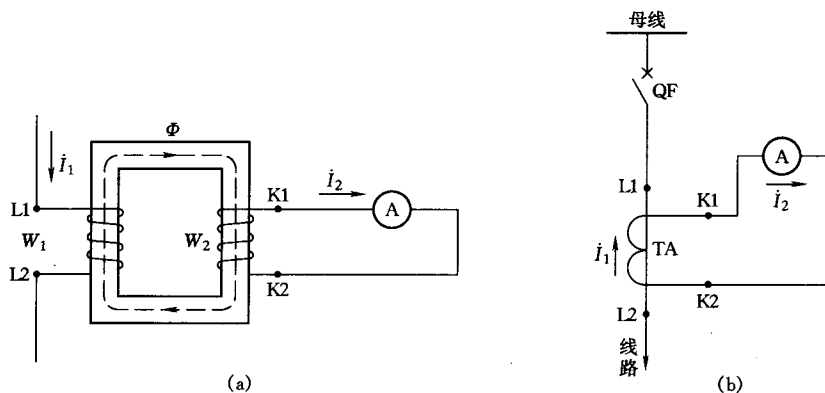 Φ
İ₁
L1
W₁
L2
W₂
K1
İ₂
A
K2
(a)
母线
QF
L1
K1
A
İ₂
İ₁
TA
K2
L2
线路
(b)